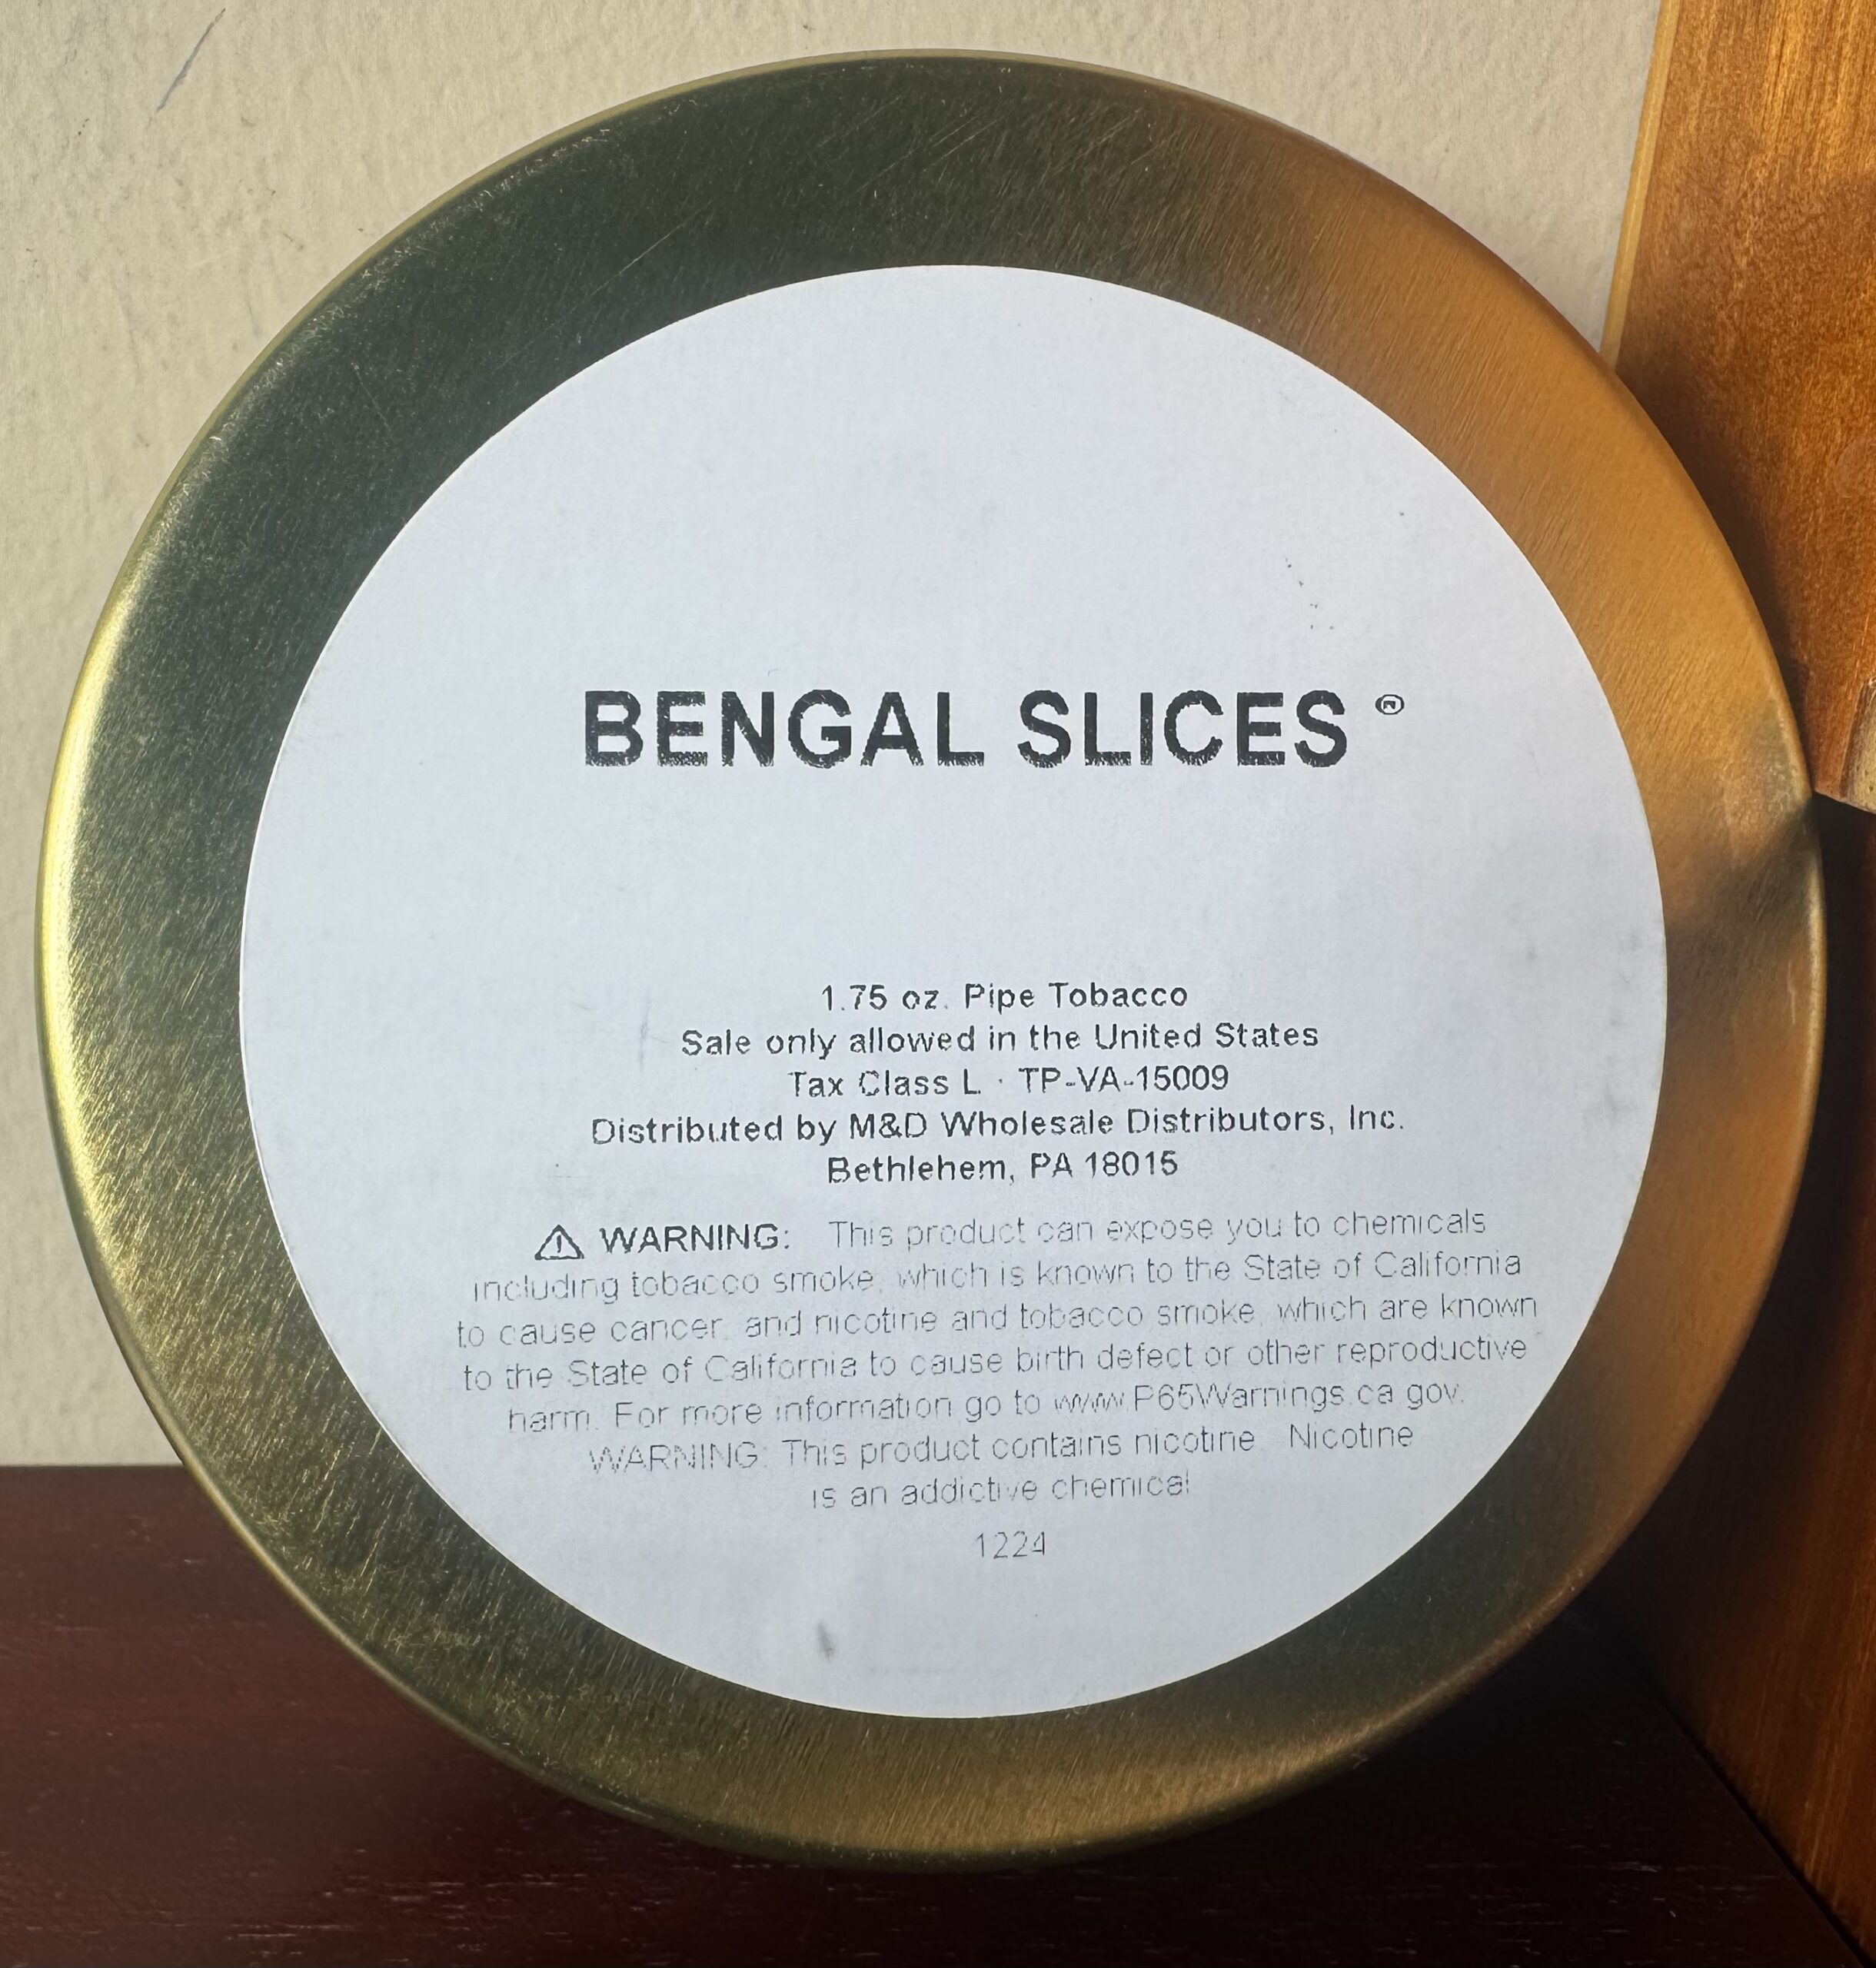 BENGAL SLICES ®
1.75 oz. Pipe Tobacco
Sale only allowed in the United States
Tax Class L · TP-VA-15009
Distributed by M&D Wholesale Distributors, Inc.
Bethlehem, PA 18015
⚠ WARNING: This product can expose you to chemicals
including tobacco smoke, which is known to the State of California
to cause cancer, and nicotine and tobacco smoke, which are known
to the State of California to cause birth defect or other reproductive
harm. For more information go to www.P65Warnings.ca.gov.
WARNING: This product contains nicotine. Nicotine
is an addictive chemical
1224